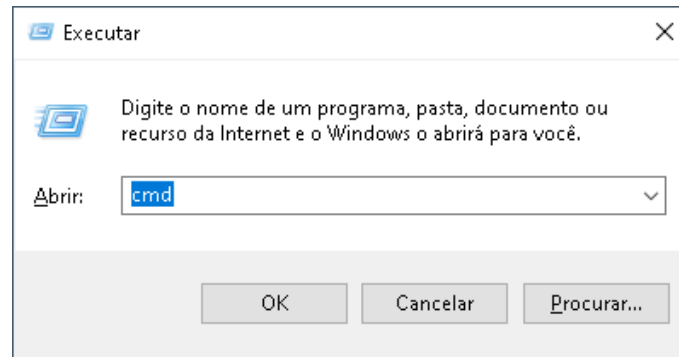 Executar
Digite o nome de um programa, pasta, documento ou
recurso da Internet e o Windows o abrirá para você.
Abrir: cmd
OK Cancelar Procurar...